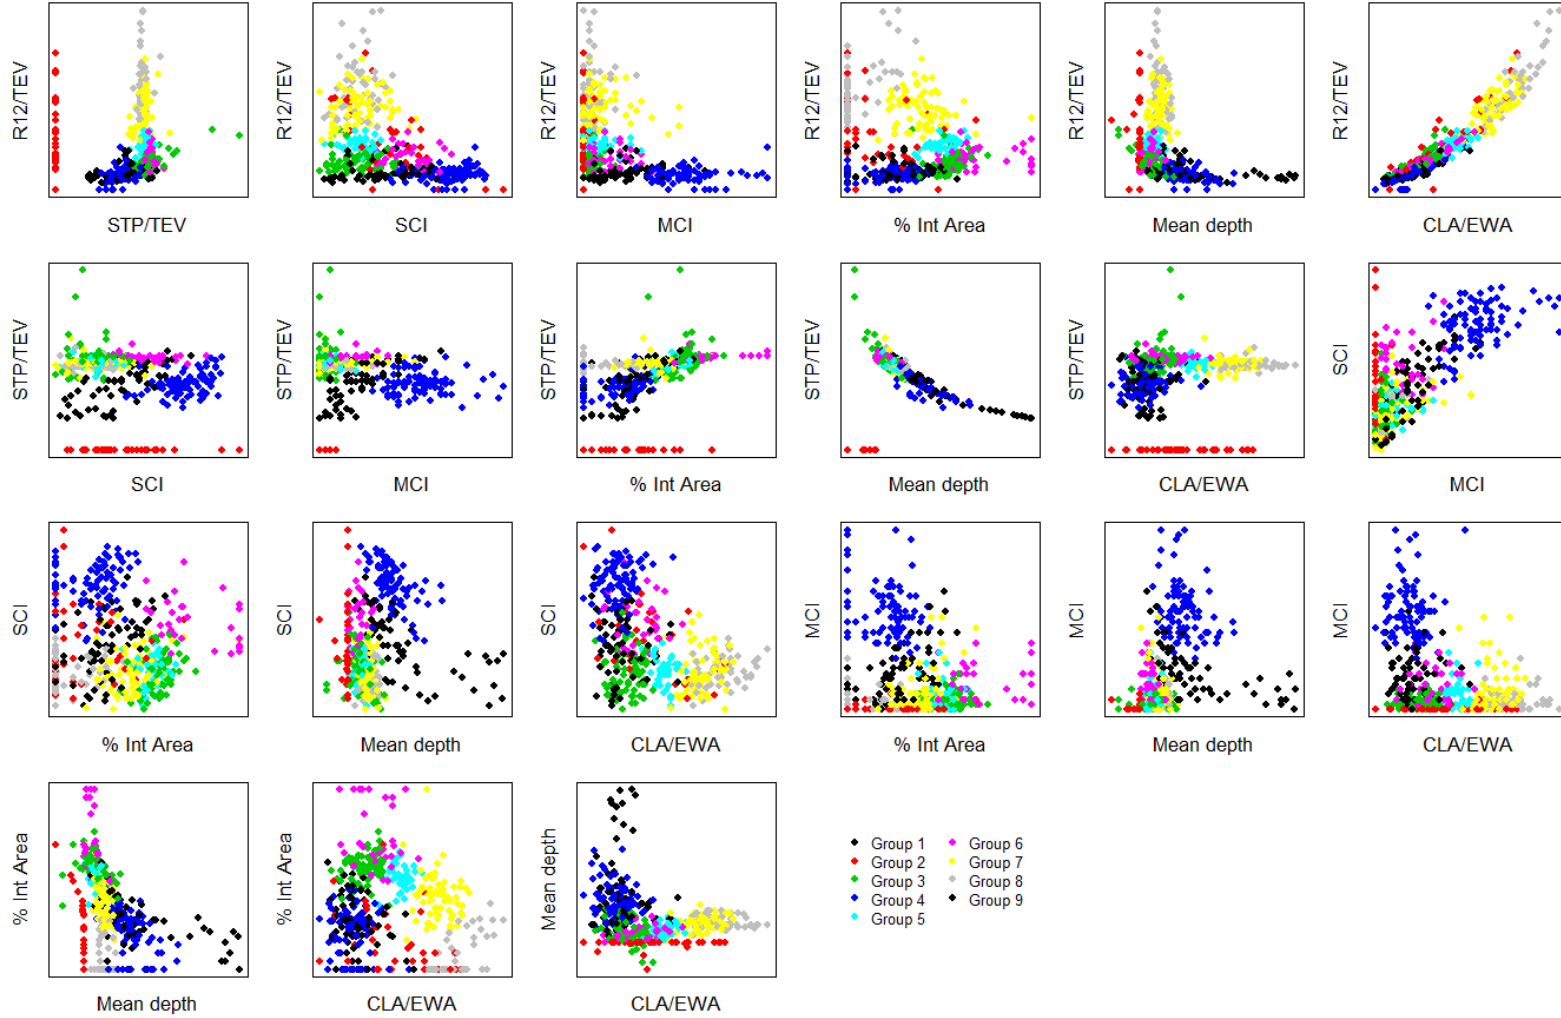 R12/TEV
STP/TEV
R12/TEV
SCI
R12/TEV
MCI
R12/TEV
% Int Area
R12/TEV
Mean depth
R12/TEV
CLA/EWA
STP/TEV
SCI
STP/TEV
MCI
STP/TEV
% Int Area
STP/TEV
Mean depth
STP/TEV
CLA/EWA
SCI
MCI
SCI
% Int Area
SCI
Mean depth
SCI
CLA/EWA
MCI
% Int Area
MCI
Mean depth
MCI
CLA/EWA
% Int Area
Mean depth
% Int Area
CLA/EWA
Mean depth
CLA/EWA
Group 1
Group 2
Group 3
Group 4
Group 5
Group 6
Group 7
Group 8
Group 9